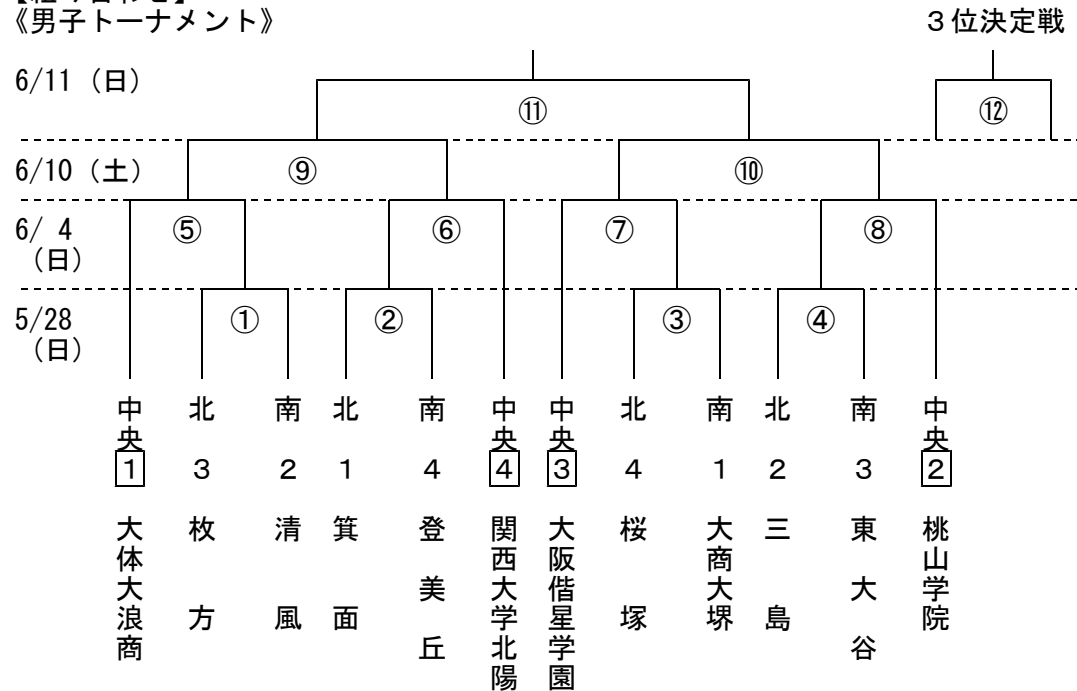 《男子トーナメント》
3位決定戦
6/11（日）
⑪
⑫
6/10（土）
⑨
⑩
6/ 4
（日）
⑤
⑥
⑦
⑧
5/28
（日）
①
②
③
④
中央1 大体大浪商
北3 枚方
南2 清風
北1 箕面
南4 登美丘
中央4 関西大学北陽
中央3 大阪偕星学園
北4 桜塚
南1 大商大堺
北2 三島
南3 東大谷
中央2 桃山学院